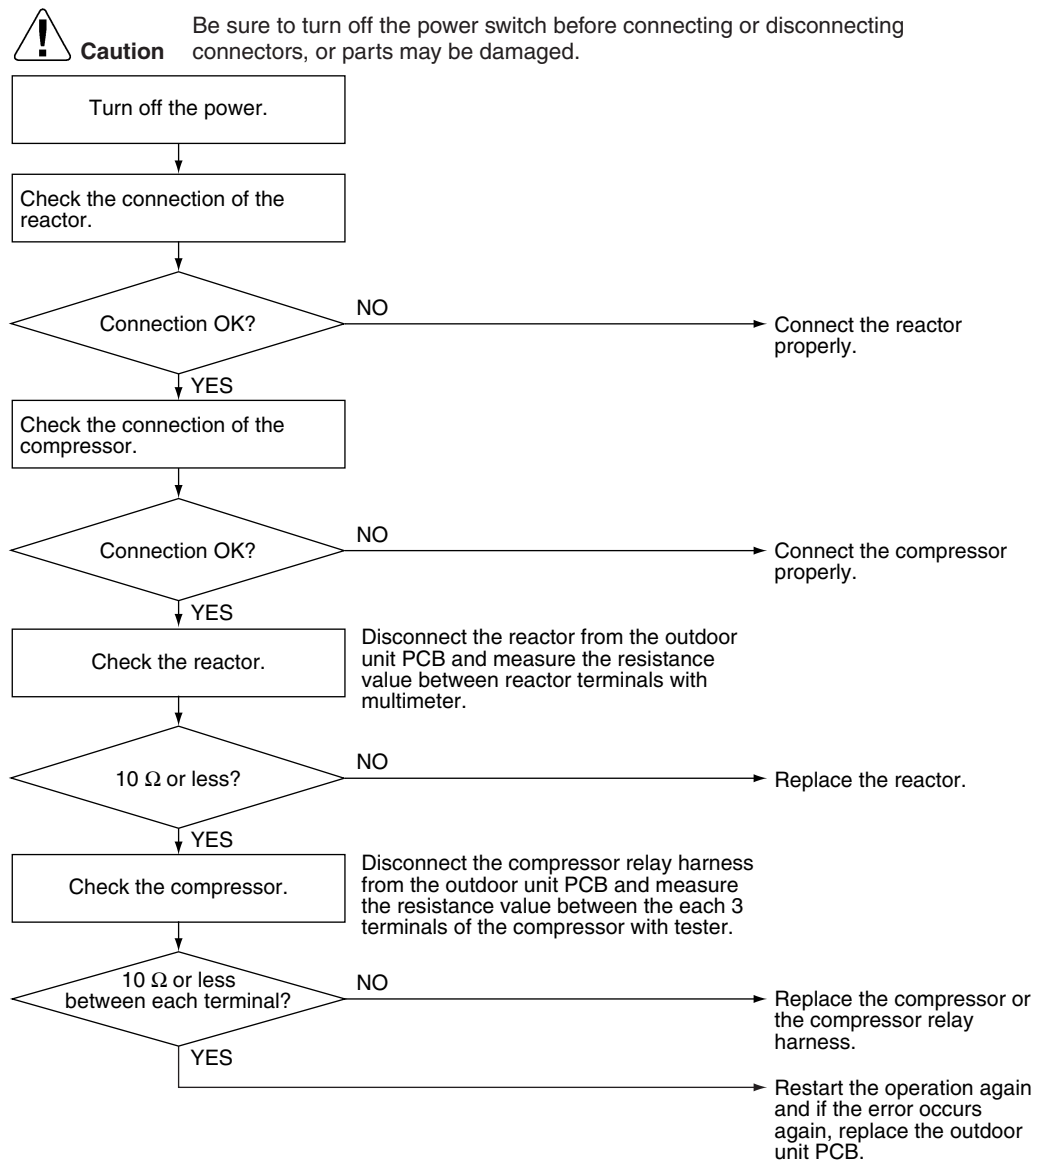 Be sure to turn off the power switch before connecting or disconnecting
Caution connectors, or parts may be damaged.
Turn off the power.
Check the connection of the
reactor.
Connection OK?
NO
Connect the reactor
properly.
YES
Check the connection of the
compressor.
Connection OK?
NO
Connect the compressor
properly.
YES
Check the reactor.
Disconnect the reactor from the outdoor
unit PCB and measure the resistance
value between reactor terminals with
multimeter.
10 Ω or less?
NO
Replace the reactor.
YES
Check the compressor.
Disconnect the compressor relay harness
from the outdoor unit PCB and measure
the resistance value between the each 3
terminals of the compressor with tester.
10 Ω or less
between each terminal?
NO
Replace the compressor or
the compressor relay
harness.
YES
Restart the operation again
and if the error occurs
again, replace the outdoor
unit PCB.